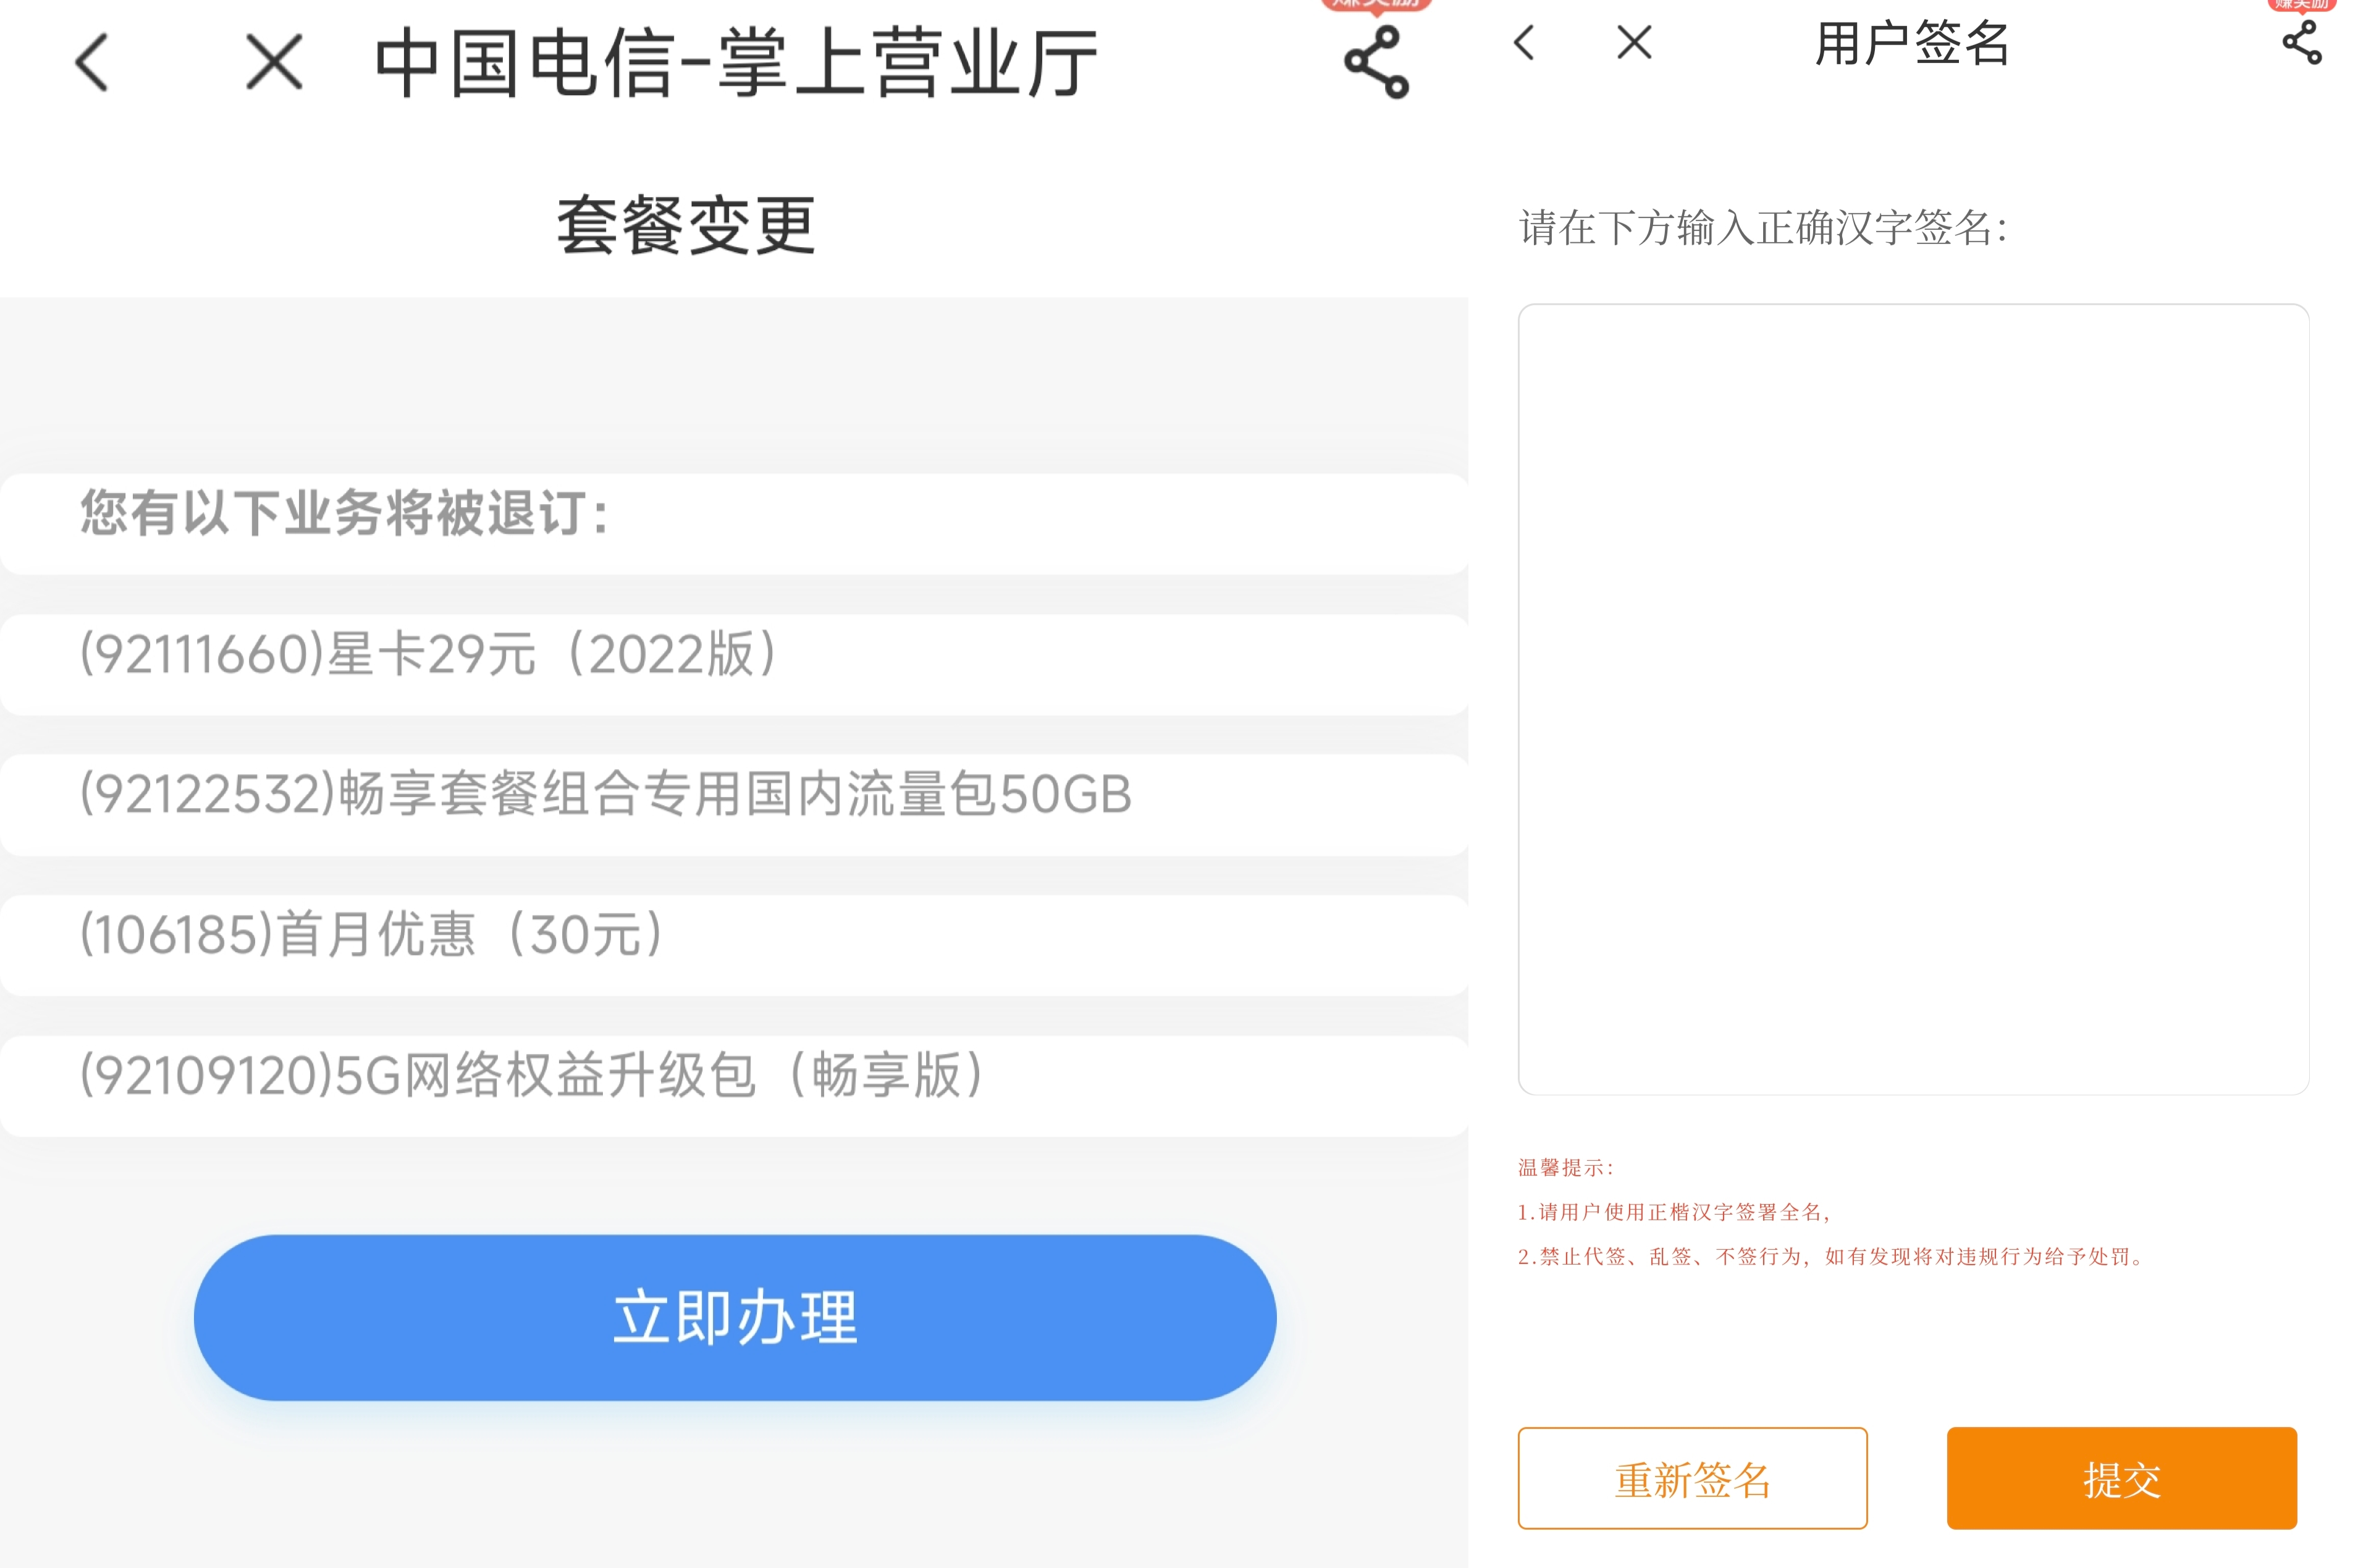 中国电信-掌上营业厅
套餐变更
您有以下业务将被退订：
(92111660)星卡29元（2022版）
(92122532)畅享套餐组合专用国内流量包50GB
(106185)首月优惠（30元）
(92109120)5G网络权益升级包（畅享版）
立即办理
用户签名
请在下方输入正确汉字签名：
温馨提示：
1.请用户使用正楷汉字签署全名，
2.禁止代签、乱签、不签行为，如有发现将对违规行为给予处罚。
重新签名
提交